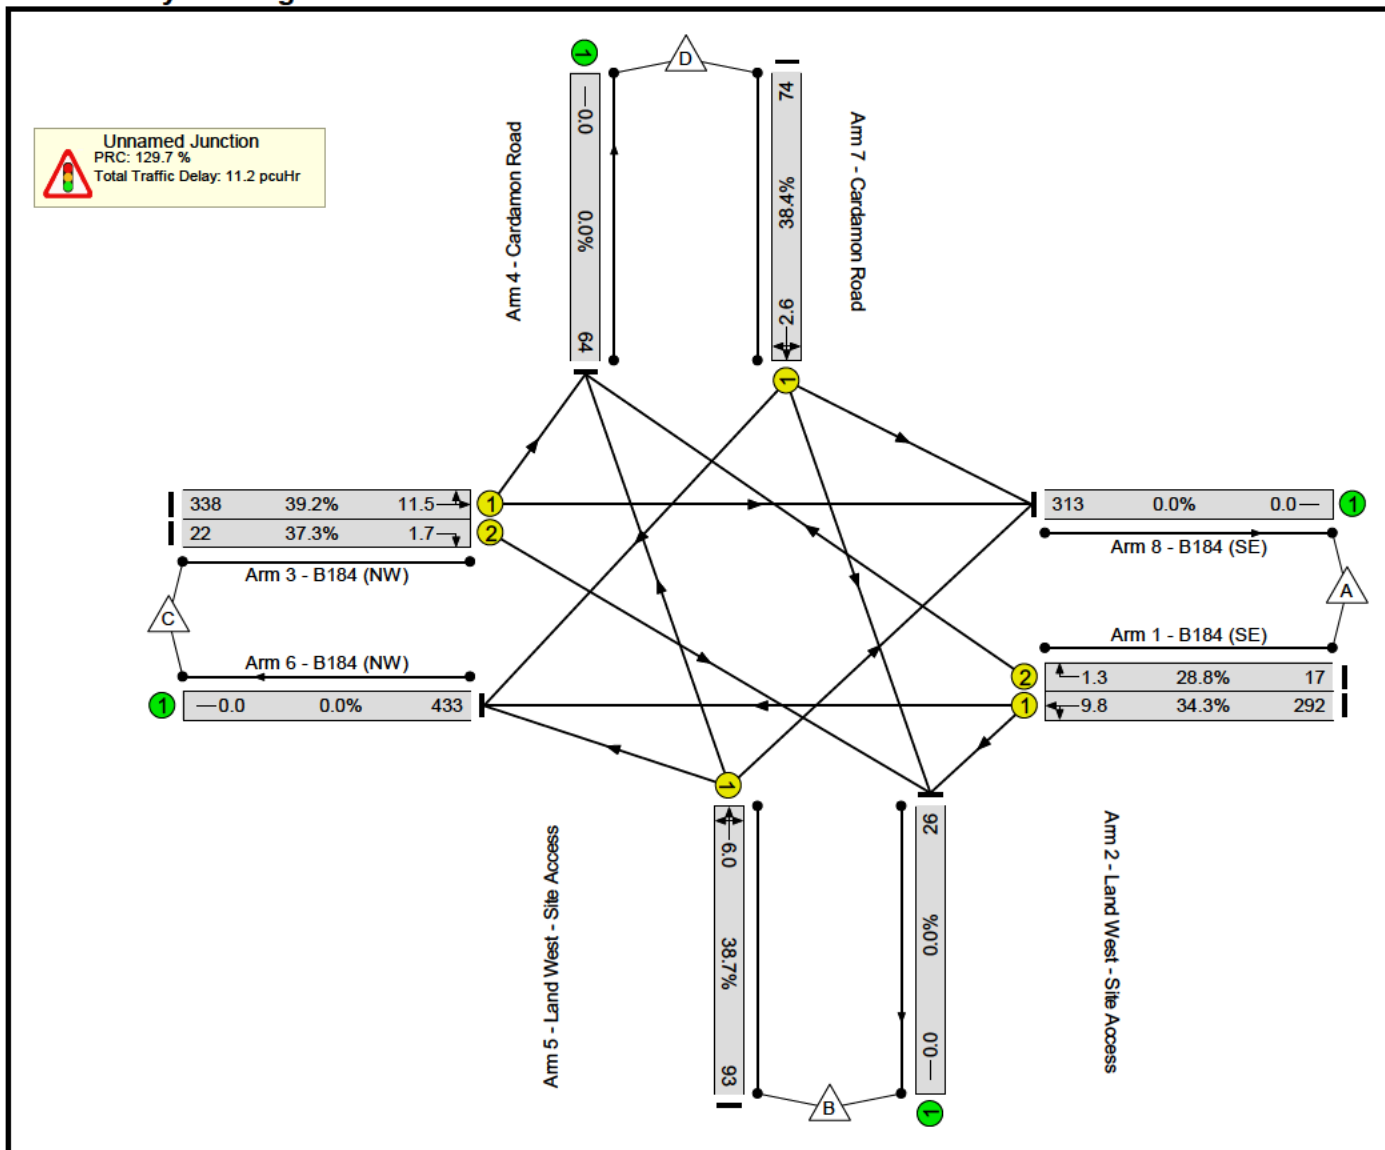 Unnamed Junction
PRC: 129.7 %
Total Traffic Delay: 11.2 pcuHr
D
1
0.0
0.0%
64
Arm 4 - Cardamon Road
74
38.4%
2.6
Arm 7 - Cardamon Road
1
338 39.2% 11.5 1
22 37.3% 1.7 2
Arm 3 - B184 (NW)
C
Arm 6 - B184 (NW)
1 0.0 0.0% 433
313 0.0% 0.0 1
Arm 8 - B184 (SE)
A
Arm 1 - B184 (SE)
2 1.3 28.8% 17
1 9.8 34.3% 292
1
6.0
38.7%
93
Arm 5 - Land West - Site Access
26
0.0%
0.0
1
Arm 2 - Land West - Site Access
B